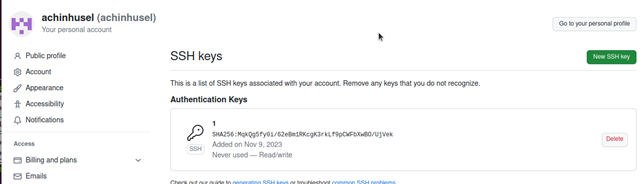 achinhusel (achinhusel)
Your personal account
Go to your personal profile
Public profile
Account
Appearance
Accessibility
Notifications
Access
Billing and plans
Emails
SSH keys
New SSH key
This is a list of SSH keys associated with your account. Remove any keys that you do not recognize.
Authentication Keys
1
SHA256:MqkQg5fy0i/62eBm1RKcgK3rkLf9pCWFbXwBO/UjVek
Added on Nov 9, 2023
Never used — Read/write
SSH
Delete
Check out our guide to generating SSH keys or troubleshoot common SSH problems.